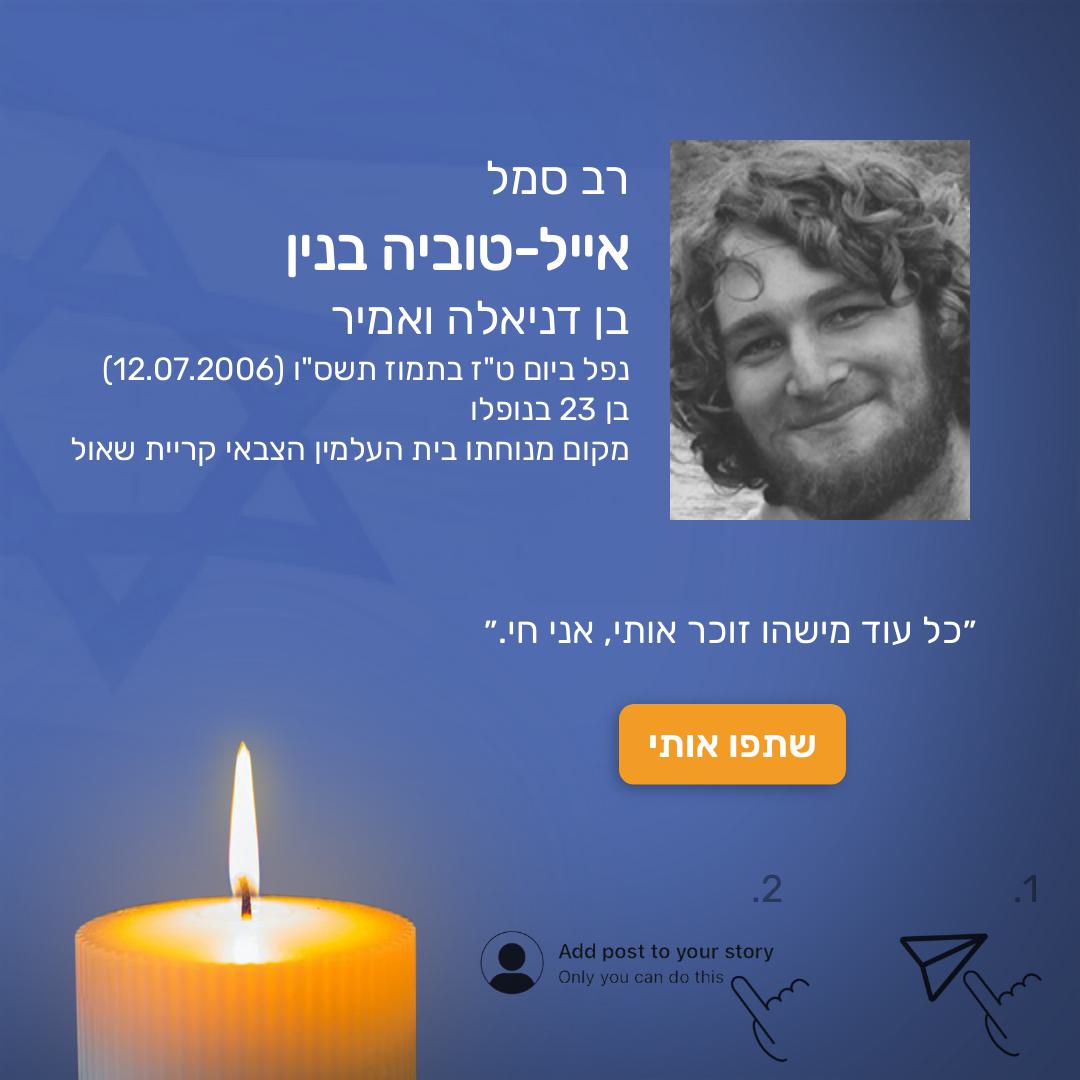 רב סמל
אייל-טוביה בנין
בן דניאלה ואמיר
נפל ביום ט"ז בתמוז תשס"ו (12.07.2006)
בן 23 בנופלו
מקום מנוחתו בית העלמין הצבאי קריית שאול
״כל עוד מישהו זוכר אותי, אני חי.״
שתפו אותי
.1
.2
Add post to your story
Only you can do this